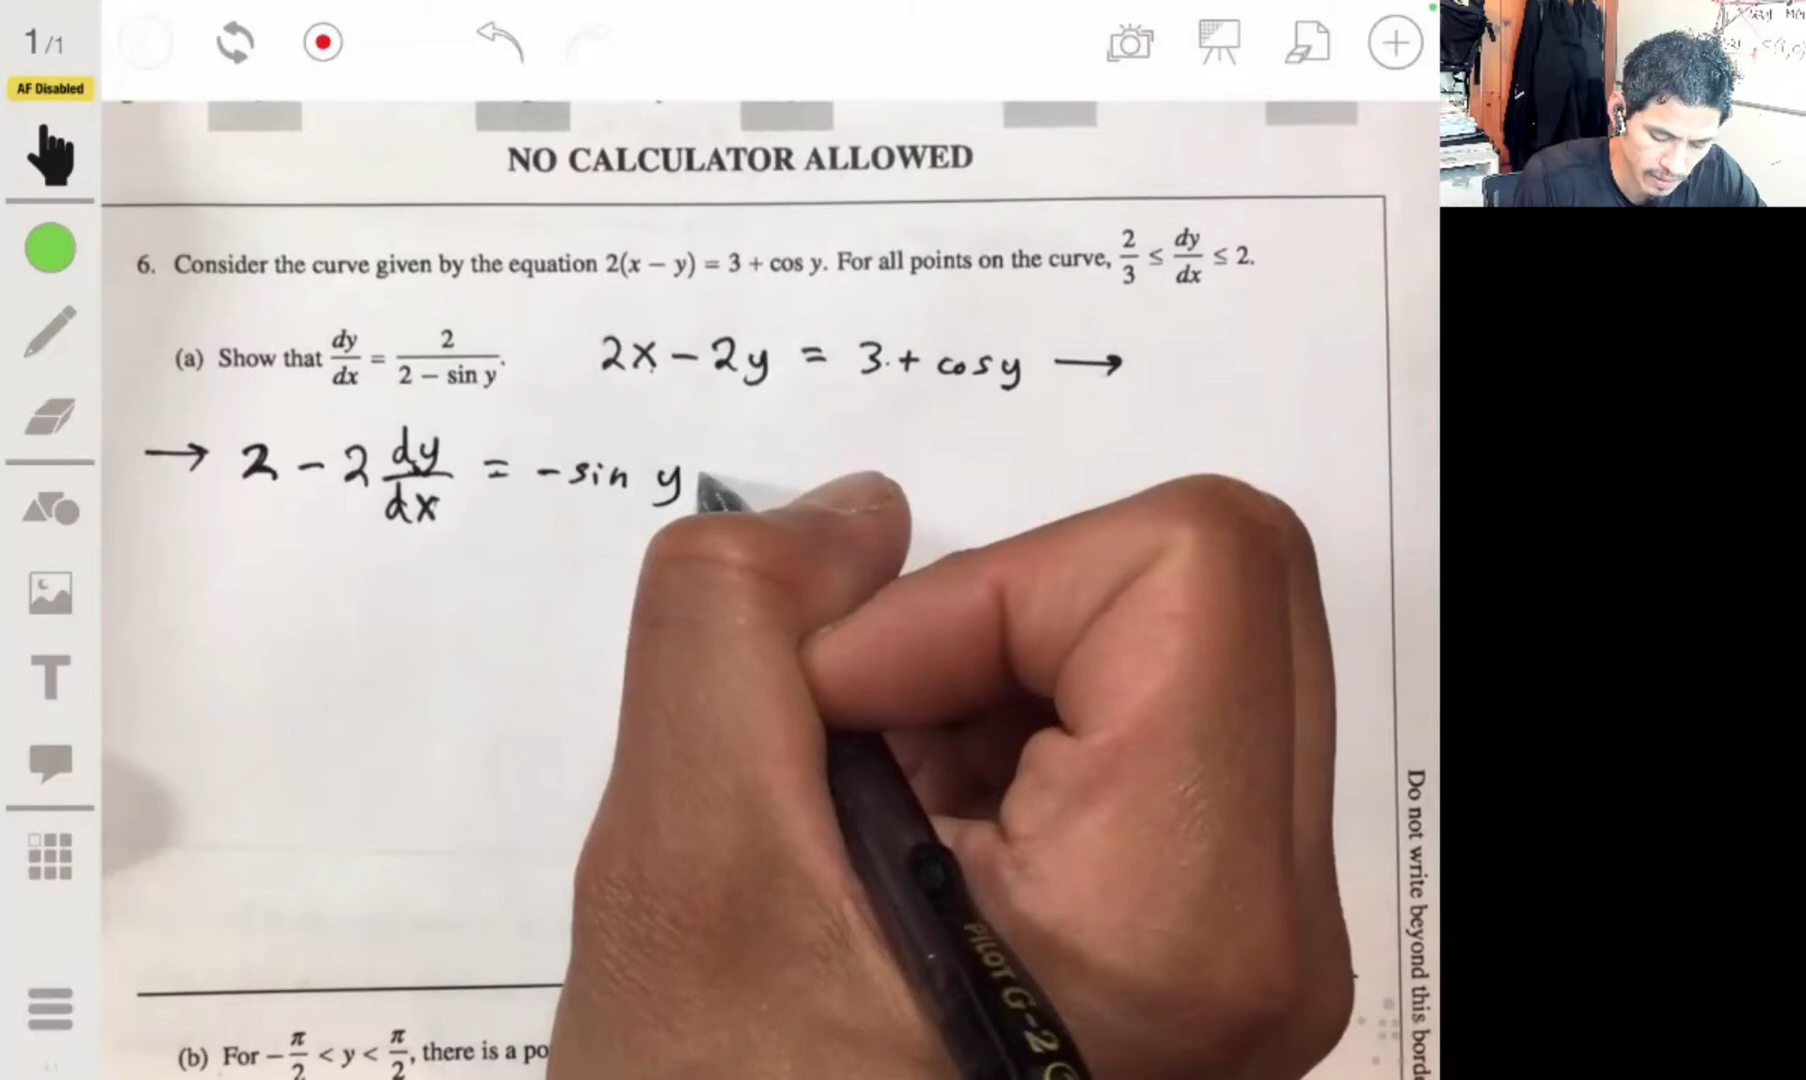 1/1
AF Disabled
NO CALCULATOR ALLOWED
6. Consider the curve given by the equation 2(x − y) = 3 + cos y. For all points on the curve, 2/3 ≤ dy/dx ≤ 2.
(a) Show that dy/dx = 2/(2 − sin y).
2x − 2y = 3 + cos y →
→ 2 − 2 dy/dx = −sin y
T
PILOT G-2
(b) For −π/2 < y < π/2, there is a po
Do not write beyond this bord